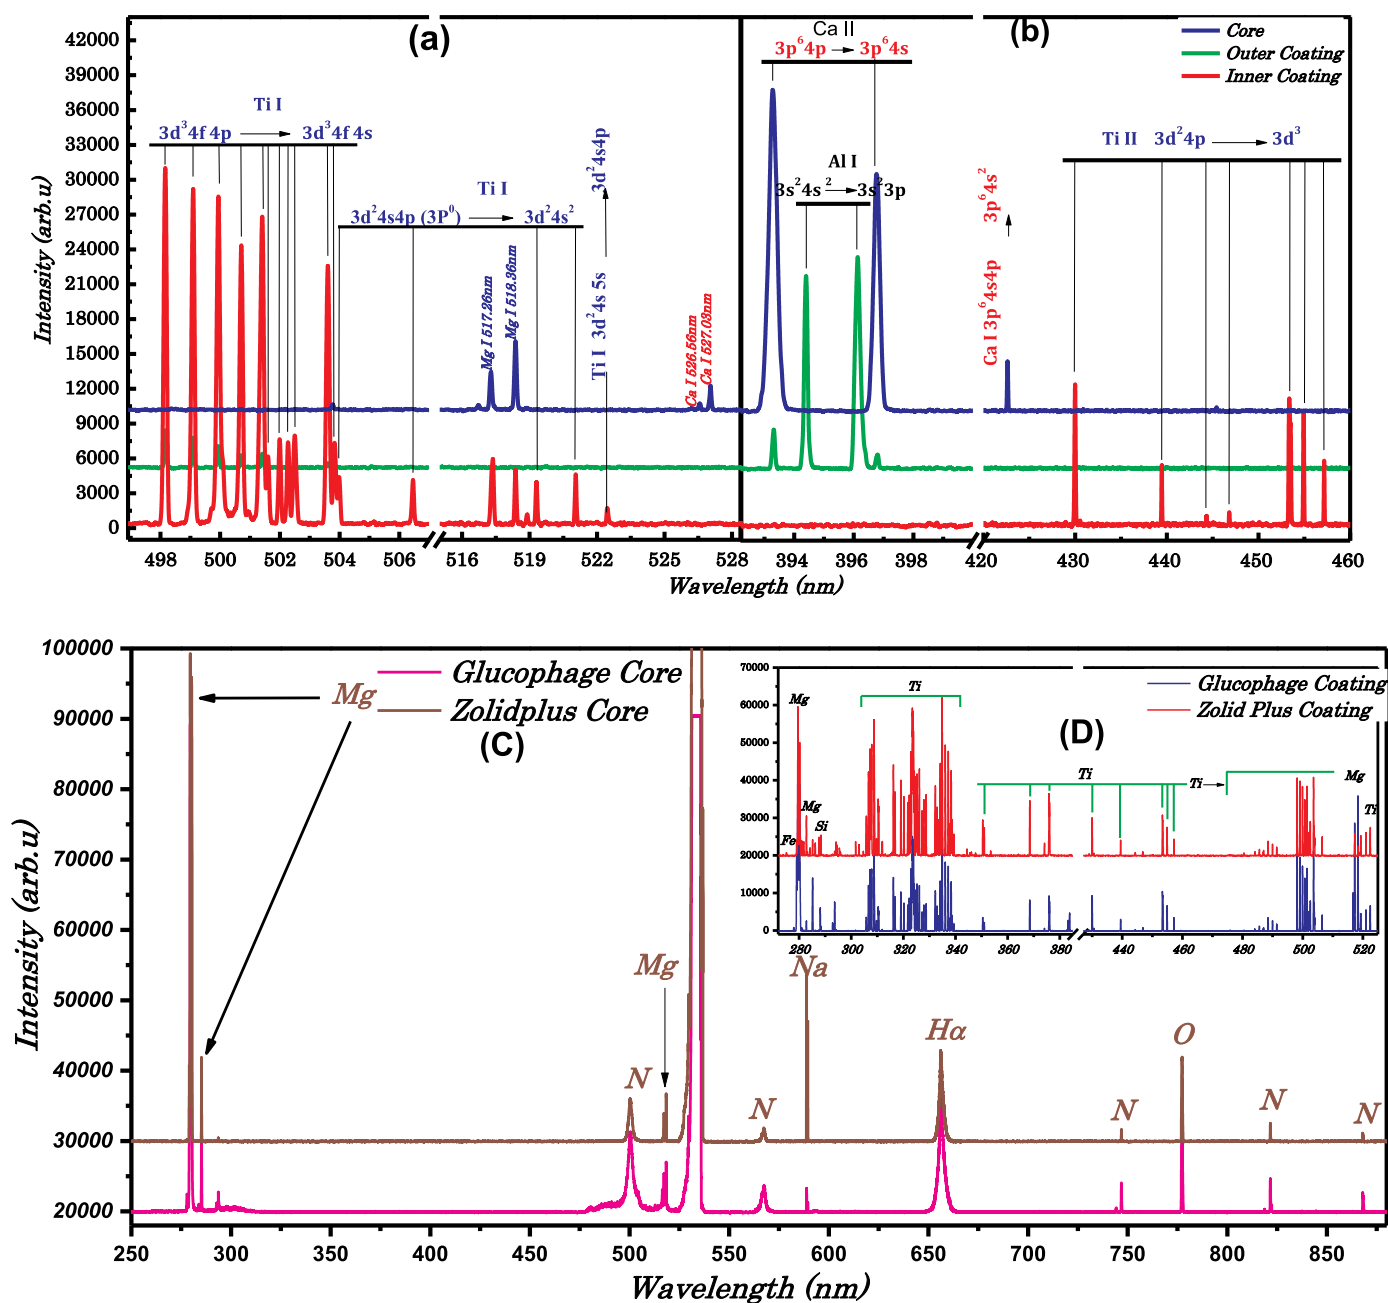 (a)
(b)
Ca II
3p⁶4p → 3p⁶4s
Core
Outer Coating
Inner Coating
Ti I
3d³4f 4p → 3d³4f 4s
Al I
3s²4s² → 3s²3p
Ti II 3d²4p → 3d³
Ti I
3d²4s4p (3P⁰) → 3d²4s²
Ti I 3d²4s 5s → 3d²4s4p
Ca I 3p⁶4s4p → 3p⁶4s²
Mg I 517.26nm
Mg I 518.36nm
Ca I 526.56nm
Ca I 527.03nm
Intensity (arb.u)
42000
39000
36000
33000
30000
27000
24000
21000
18000
15000
12000
9000
6000
3000
0
498 500 502 504 506 516 519 522 525 528 394 396 398 420 430 440 450 460
Wavelength (nm)
Glucophage Core
Zolidplus Core
(C)
Mg
Mg
N
N
Na
Hα
O
N
N
N
Intensity (arb.u)
100000
90000
80000
70000
60000
50000
40000
30000
20000
250 300 350 400 450 500 550 600 650 700 750 800 850
Wavelength (nm)
Glucophage Coating
Zolid Plus Coating
(D)
Mg
Ti
Mg
Si
Fe
Ti
Ti
Mg
Ti
70000
60000
50000
40000
30000
20000
10000
0
280 300 320 340 360 380 440 460 480 500 520